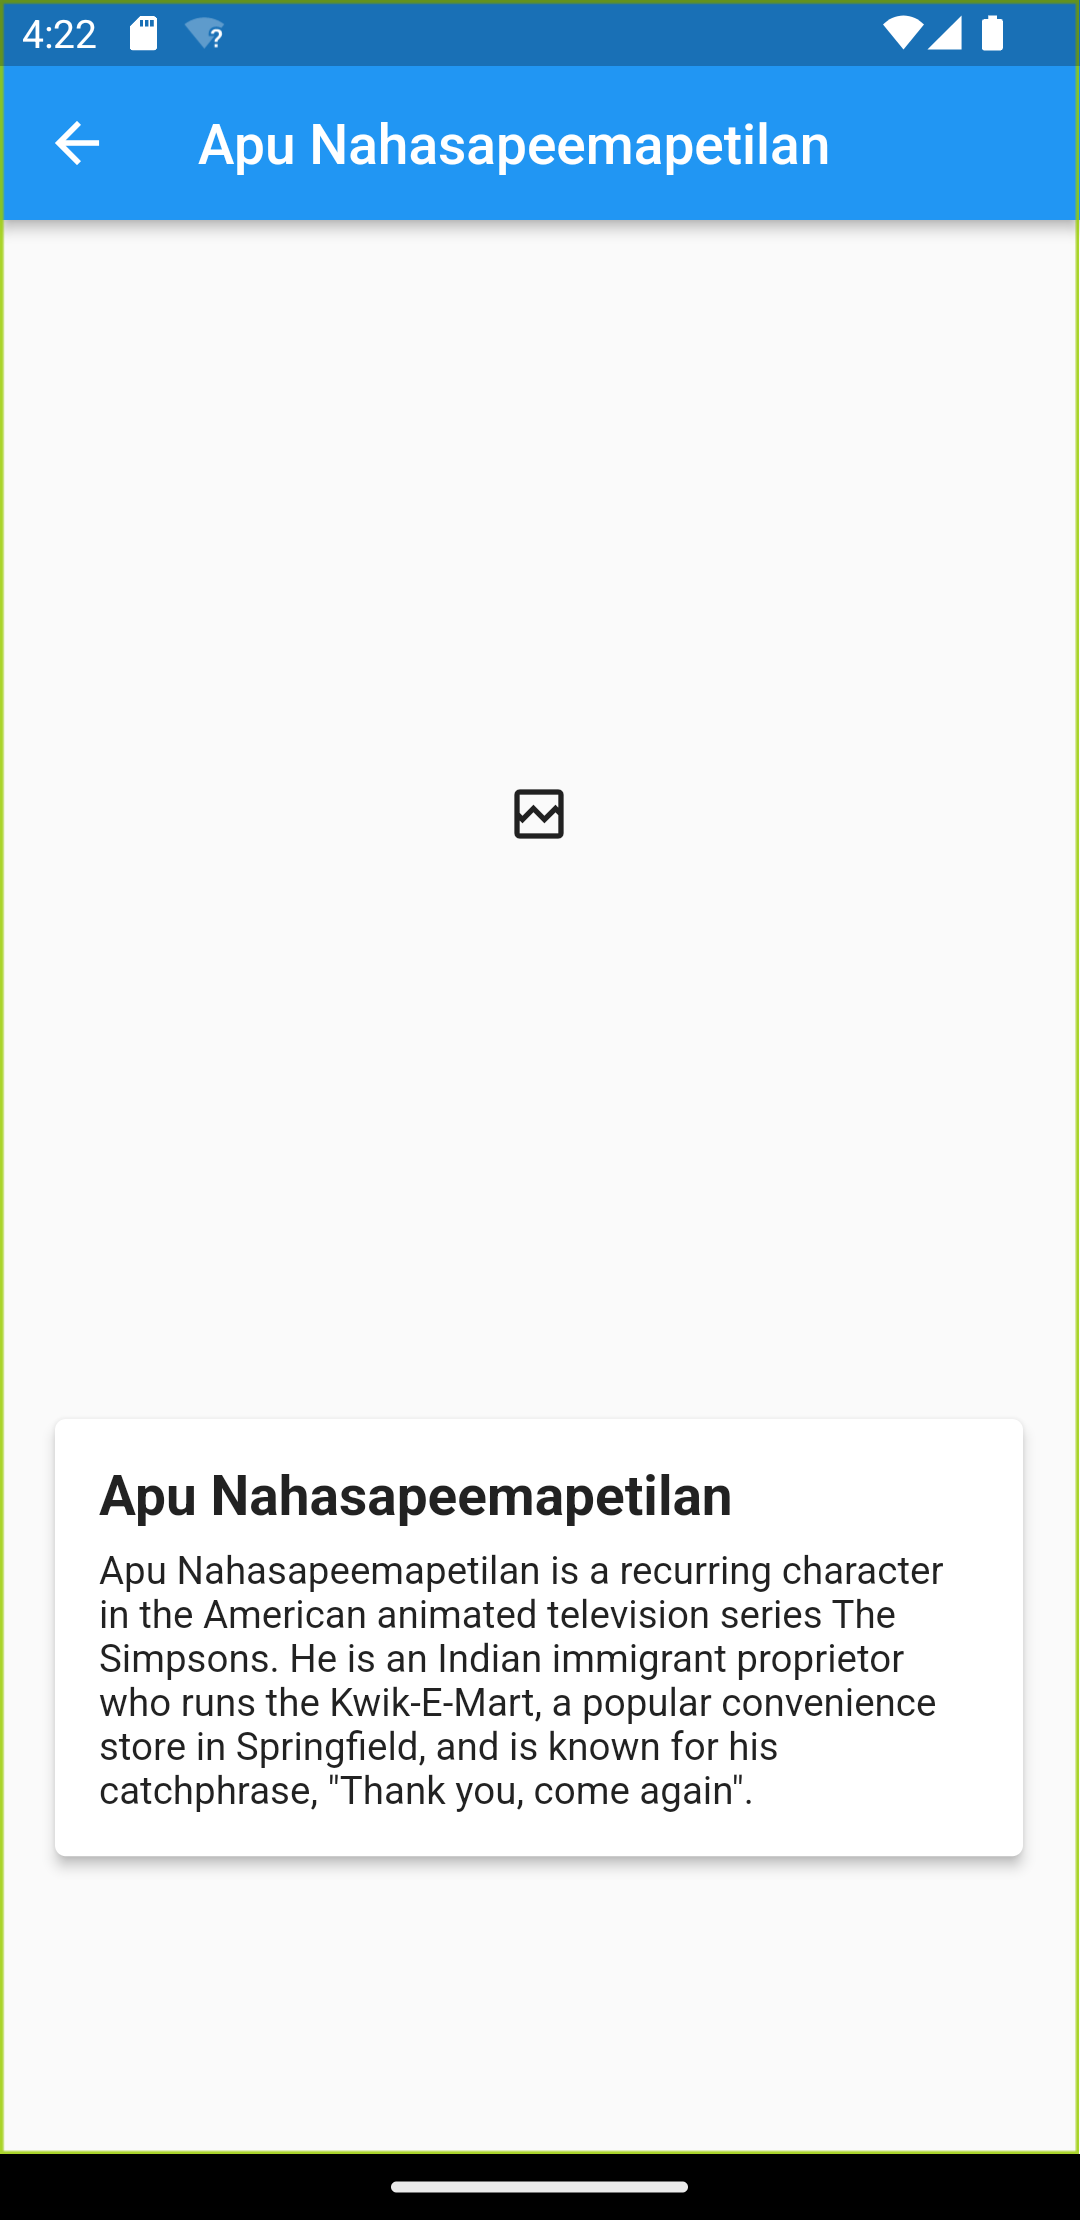 4:22
Apu Nahasapeemapetilan
Apu Nahasapeemapetilan
Apu Nahasapeemapetilan is a recurring character
in the American animated television series The
Simpsons. He is an Indian immigrant proprietor
who runs the Kwik-E-Mart, a popular convenience
store in Springfield, and is known for his
catchphrase, "Thank you, come again".